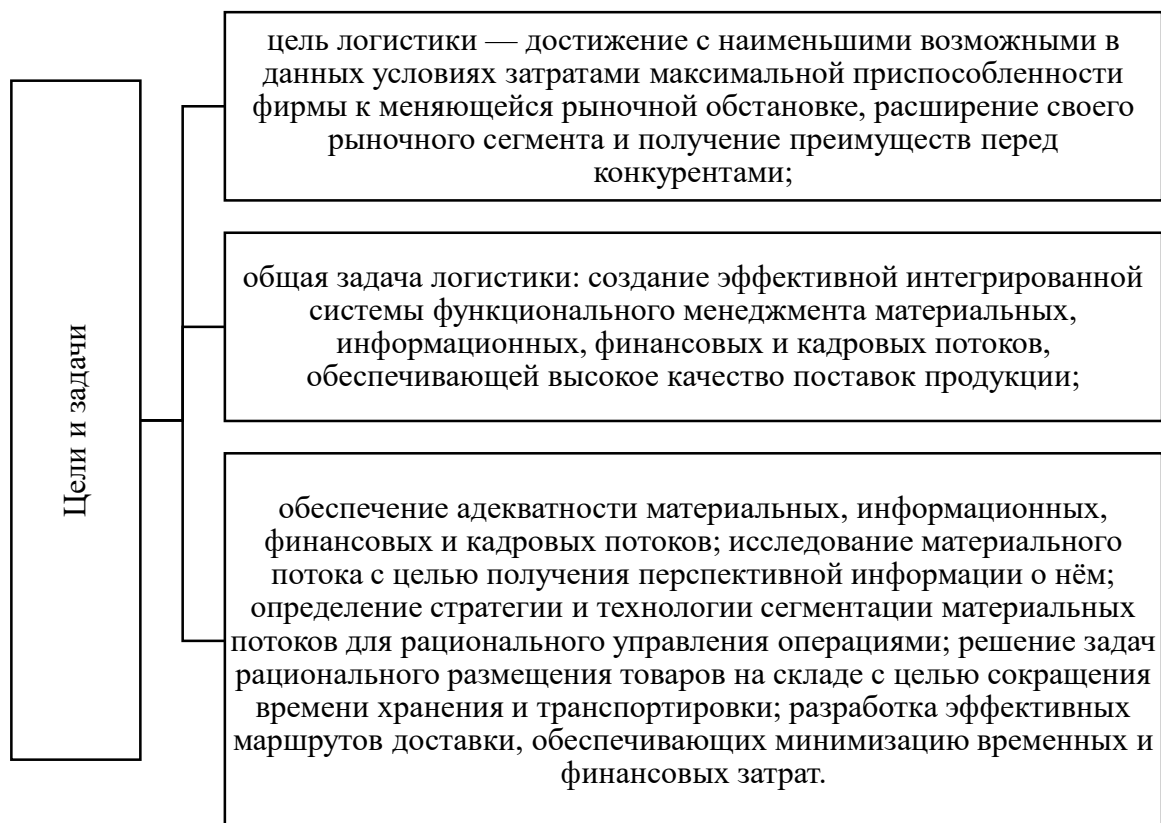 Цели и задачи
цель логистики — достижение с наименьшими возможными в
данных условиях затратами максимальной приспособленности
фирмы к меняющейся рыночной обстановке, расширение своего
рыночного сегмента и получение преимуществ перед
конкурентами;
общая задача логистики: создание эффективной интегрированной
системы функционального менеджмента материальных,
информационных, финансовых и кадровых потоков,
обеспечивающей высокое качество поставок продукции;
обеспечение адекватности материальных, информационных,
финансовых и кадровых потоков; исследование материального
потока с целью получения перспективной информации о нём;
определение стратегии и технологии сегментации материальных
потоков для рационального управления операциями; решение задач
рационального размещения товаров на складе с целью сокращения
времени хранения и транспортировки; разработка эффективных
маршрутов доставки, обеспечивающих минимизацию временных и
финансовых затрат.